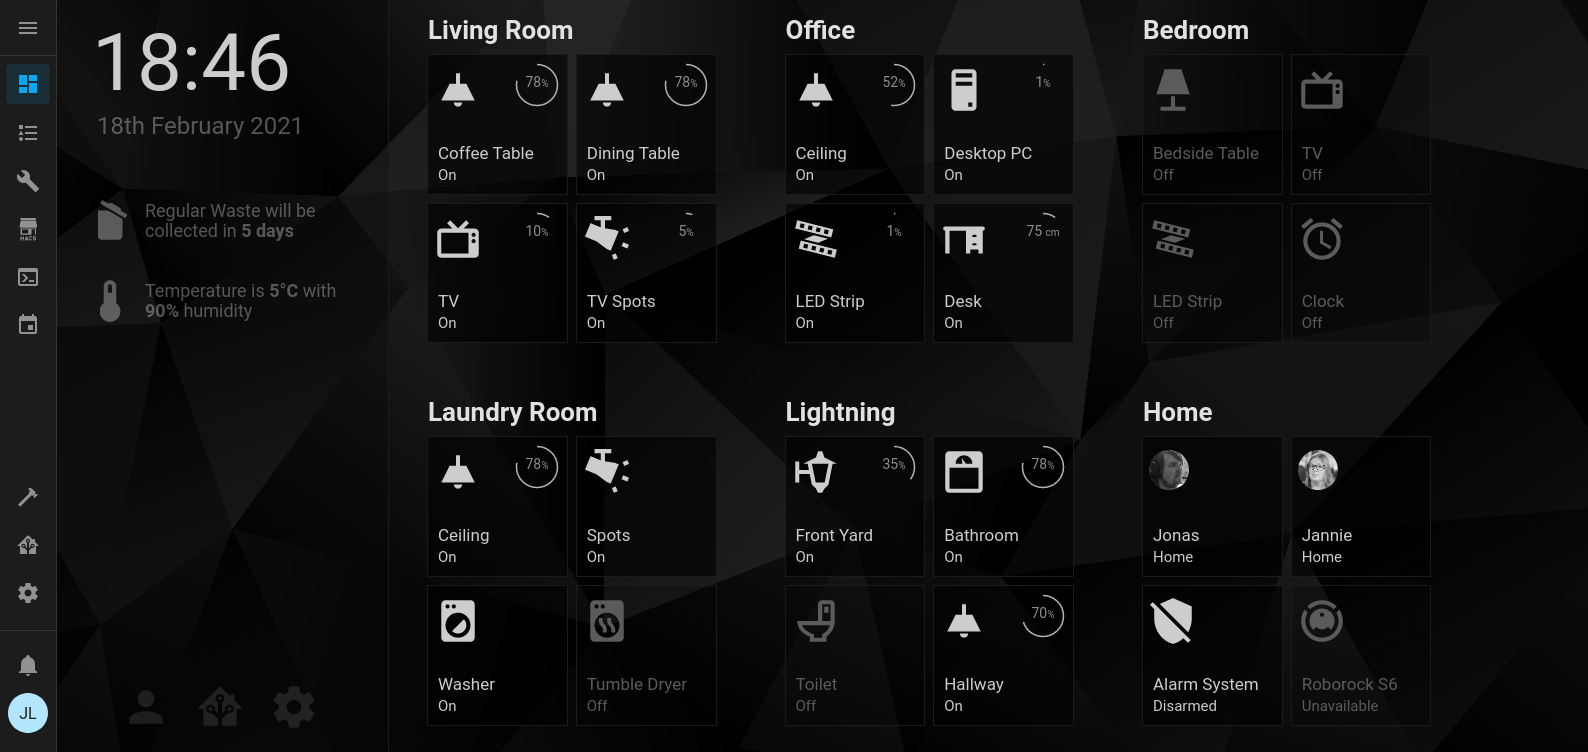 18:46
18th February 2021
Regular Waste will be
collected in 5 days
Temperature is 5°C with
90% humidity
HACS
JL
Living Room
78%
Coffee Table
On
78%
Dining Table
On
10%
TV
On
5%
TV Spots
On
Office
52%
Ceiling
On
1%
Desktop PC
On
1%
LED Strip
On
75 cm
Desk
On
Bedroom
Bedside Table
Off
TV
Off
LED Strip
Off
Clock
Off
Laundry Room
78%
Ceiling
On
Spots
On
Washer
On
Tumble Dryer
Off
Lightning
35%
Front Yard
On
78%
Bathroom
On
Toilet
Off
70%
Hallway
On
Home
Jonas
Home
Jannie
Home
Alarm System
Disarmed
Roborock S6
Unavailable